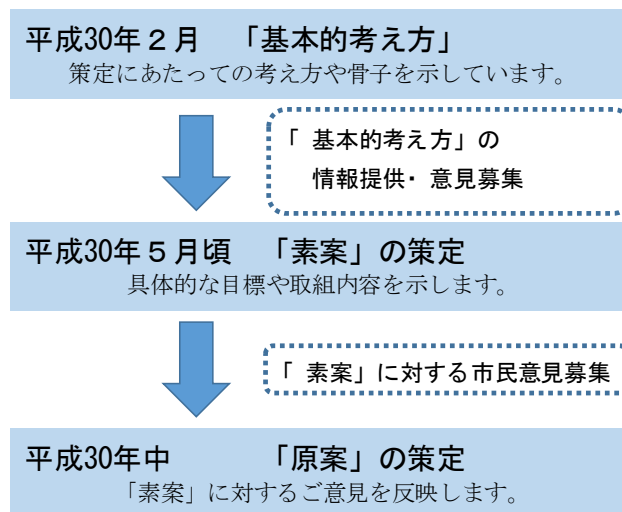 平成30年２月　「基本的考え方」
策定にあたっての考え方や骨子を示しています。
「 基本的考え方」の
情報提供・ 意見募集
平成30年５月頃　「素案」の策定
具体的な目標や取組内容を示します。
「 素案」に対する市民意見募集
平成30年中　　　　「原案」の策定
「素案」に対するご意見を反映します。